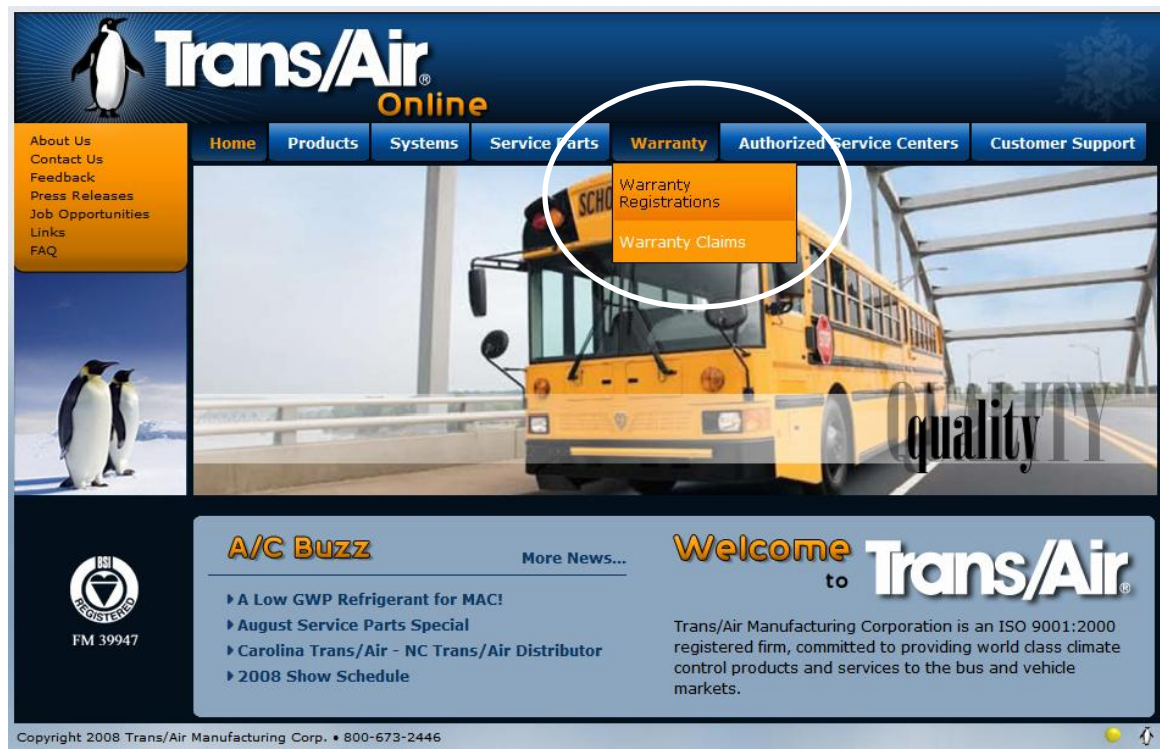 Trans/Air®
Online
About Us
Contact Us
Feedback
Press Releases
Job Opportunities
Links
FAQ
Home Products Systems Service Parts Warranty Authorized Service Centers Customer Support
Warranty
Registrations
Warranty Claims
SCHO
STOP
QUALITY
quality
BSI
REGISTERED
FM 39947
A/C Buzz
More News...
A Low GWP Refrigerant for MAC!
August Service Parts Special
Carolina Trans/Air - NC Trans/Air Distributor
2008 Show Schedule
Welcome
to Trans/Air®
Trans/Air Manufacturing Corporation is an ISO 9001:2000
registered firm, committed to providing world class climate
control products and services to the bus and vehicle
markets.
Copyright 2008 Trans/Air Manufacturing Corp. • 800-673-2446